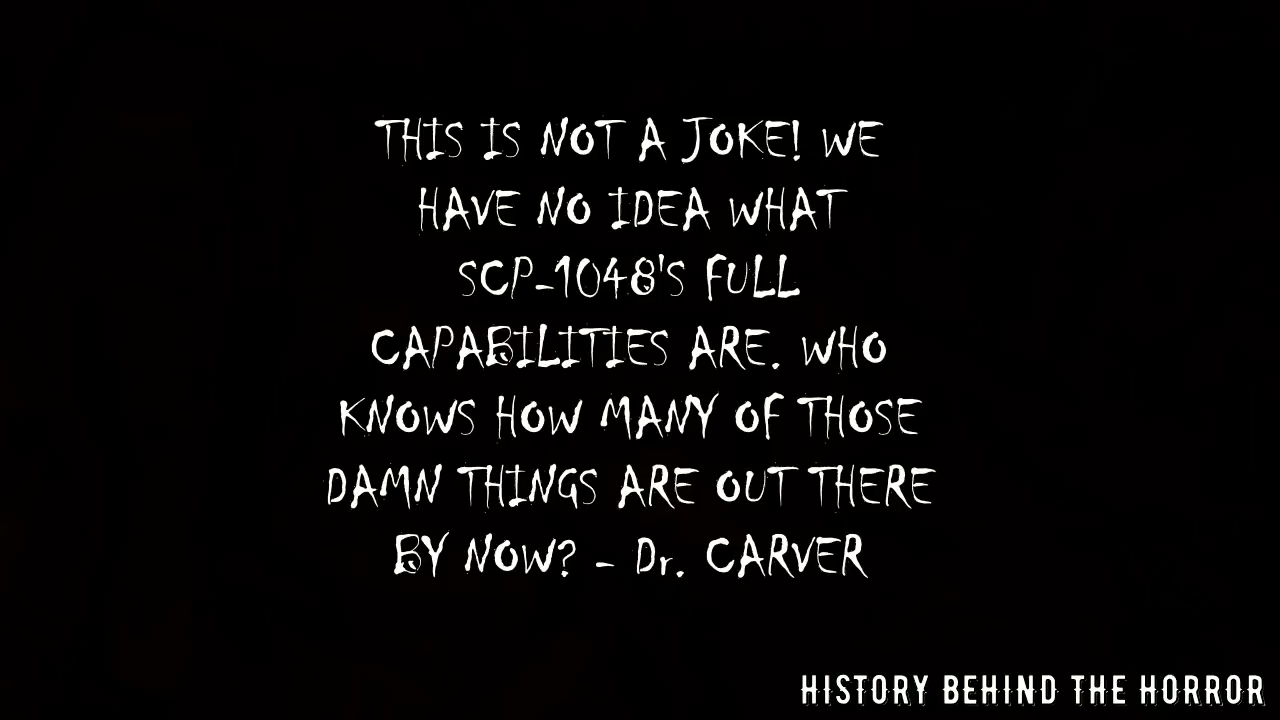 THIS IS NOT A JOKE! WE
HAVE NO IDEA WHAT
SCP-1048'S FULL
CAPABILITIES ARE. WHO
KNOWS HOW MANY OF THOSE
DAMN THINGS ARE OUT THERE
BY NOW? - Dr. CARVER
HISTORY BEHIND THE HORROR